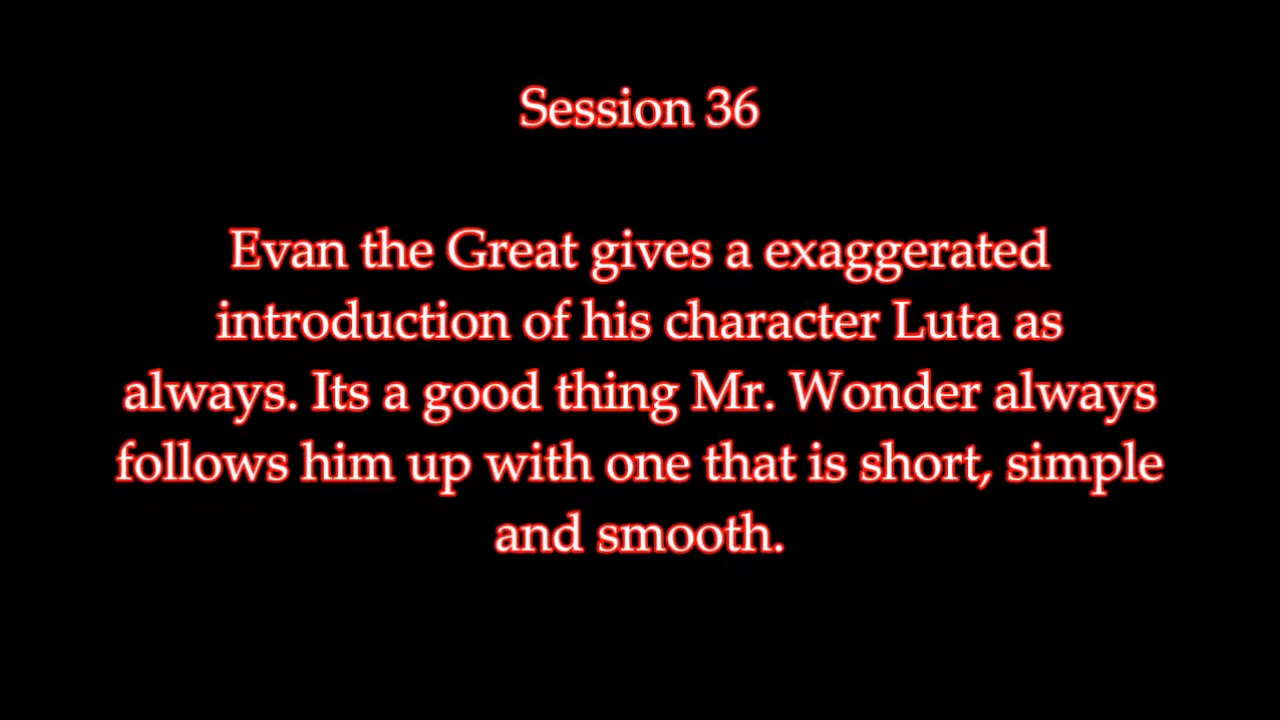 Session 36
Evan the Great gives a exaggerated
introduction of his character Luta as
always. Its a good thing Mr. Wonder always
follows him up with one that is short, simple
and smooth.